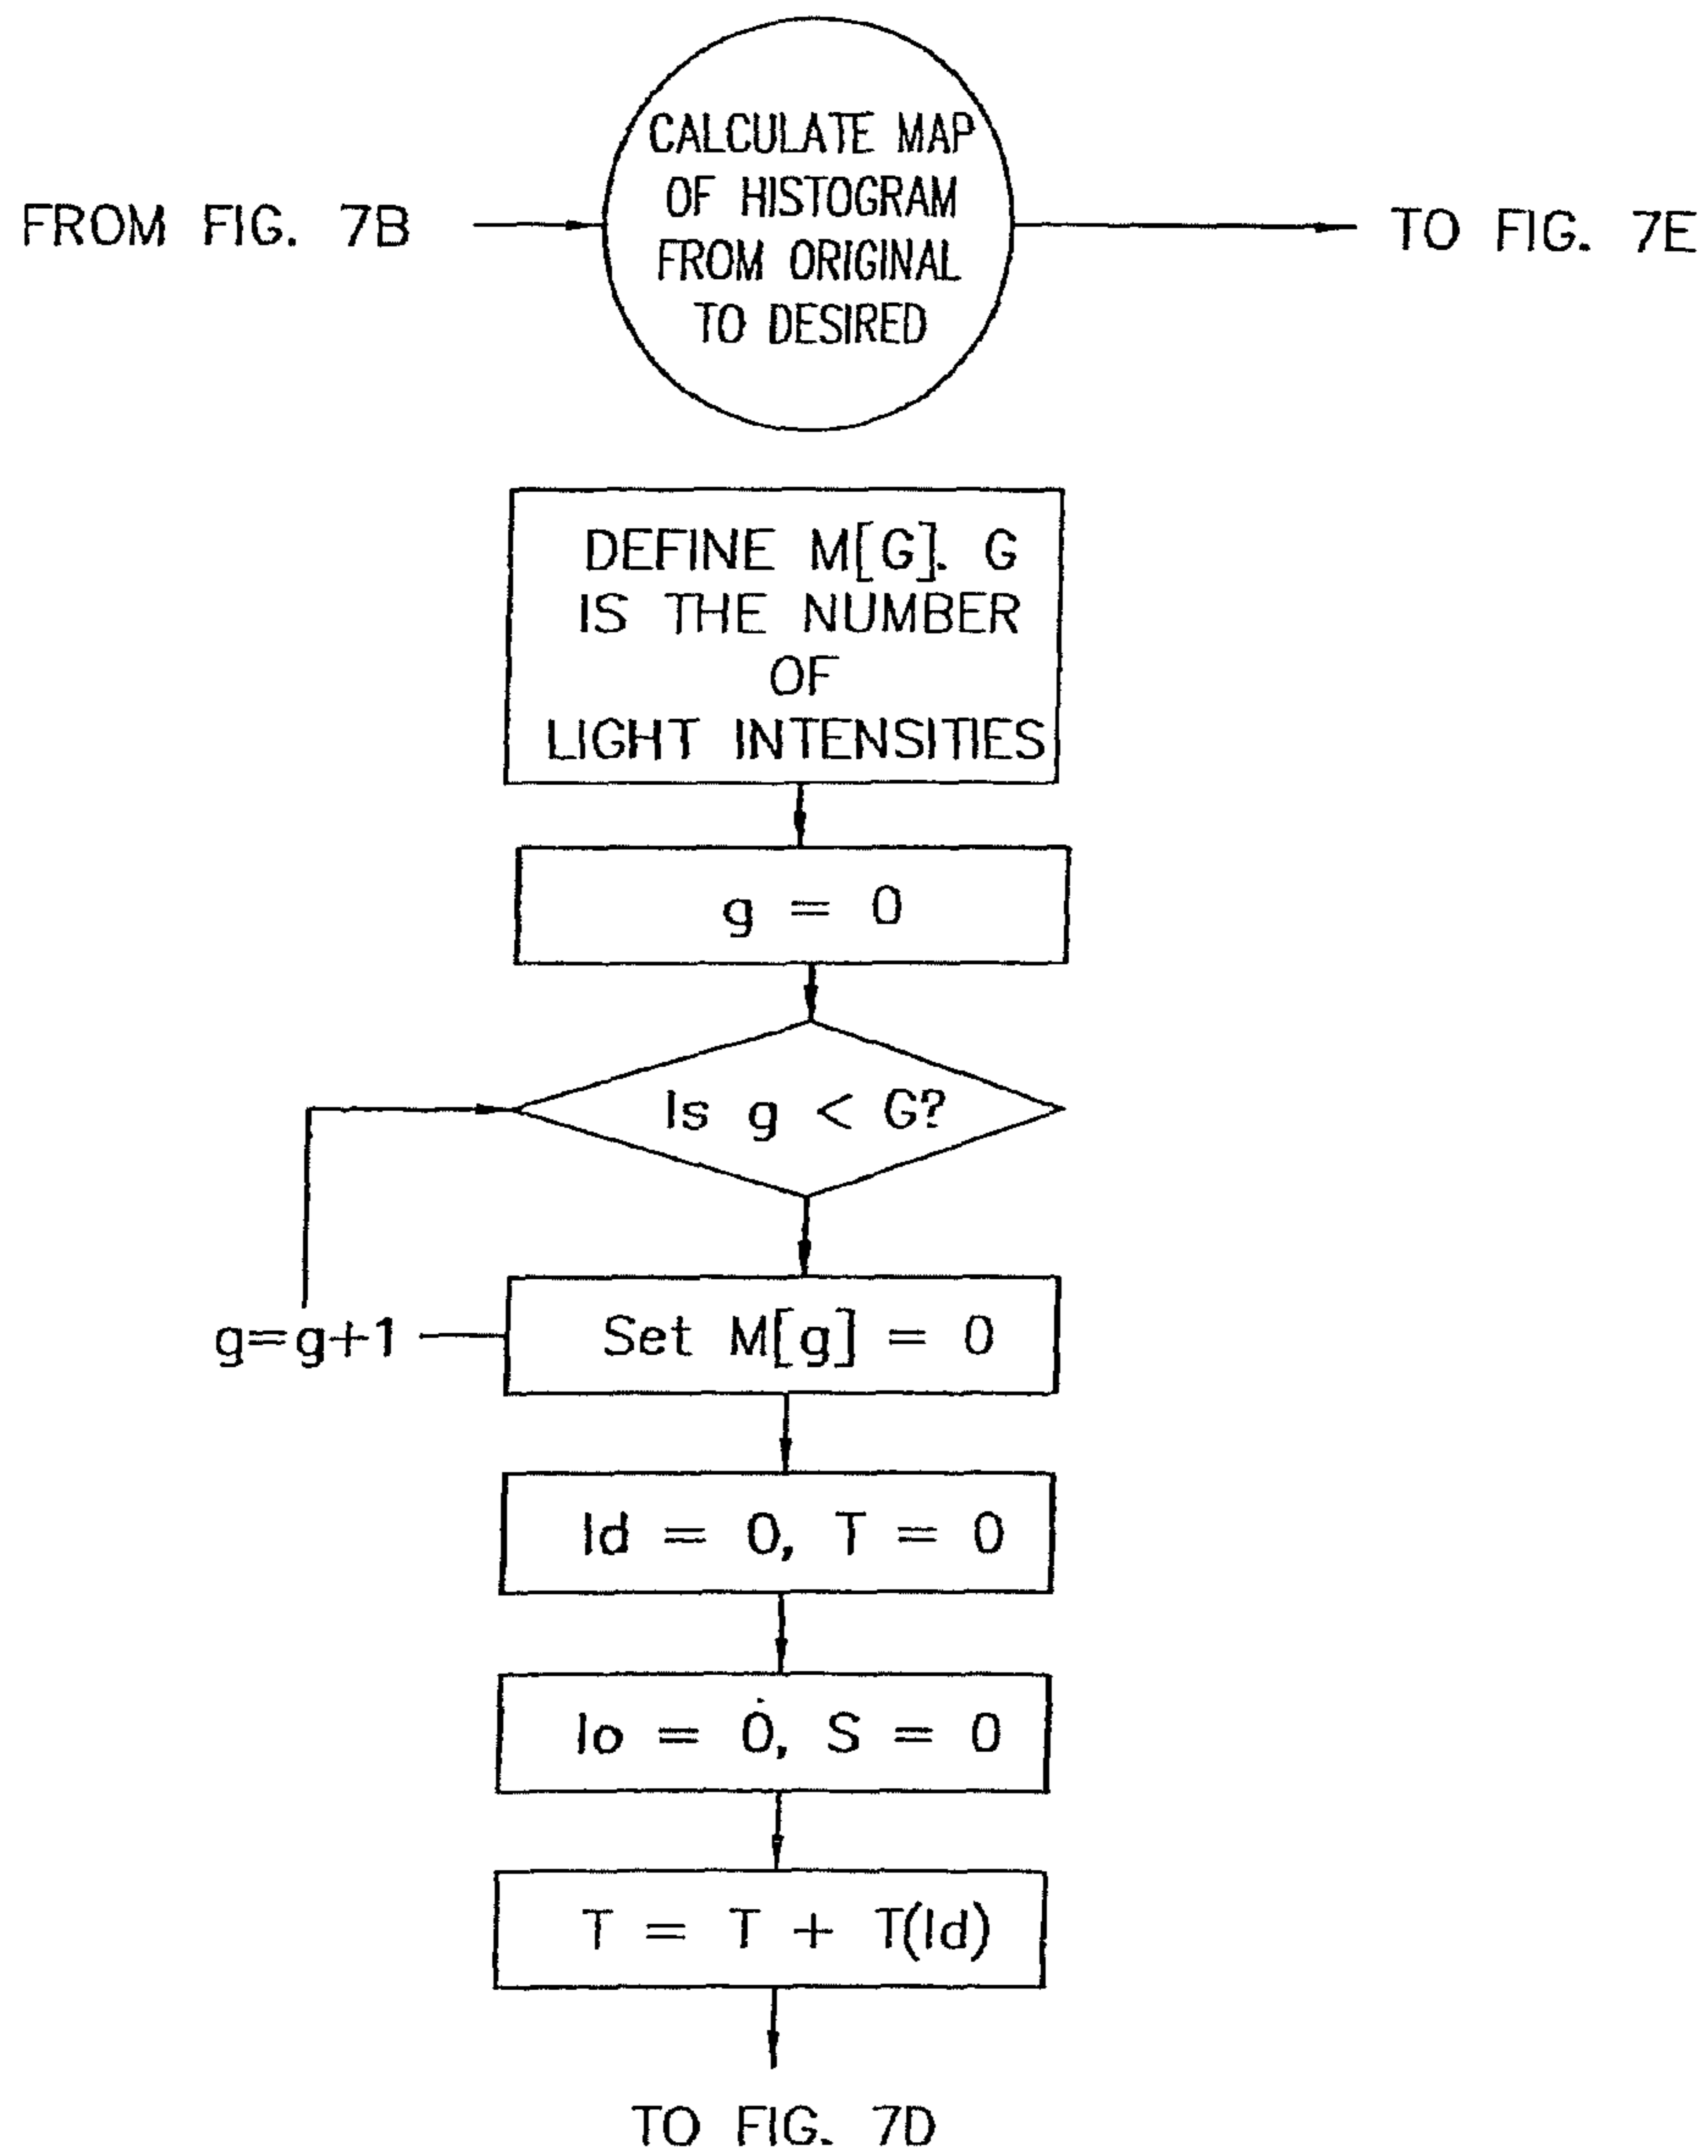 CALCULATE MAP
OF HISTOGRAM
FROM ORIGINAL
TO DESIRED
FROM FIG. 7B
TO FIG. 7E
DEFINE M[G]. G
IS THE NUMBER
OF
LIGHT INTENSITIES
g = 0
Is g < G?
g=g+1
Set M[g] = 0
Id = 0, T = 0
Io = 0, S = 0
T = T + T(Id)
TO FIG. 7D